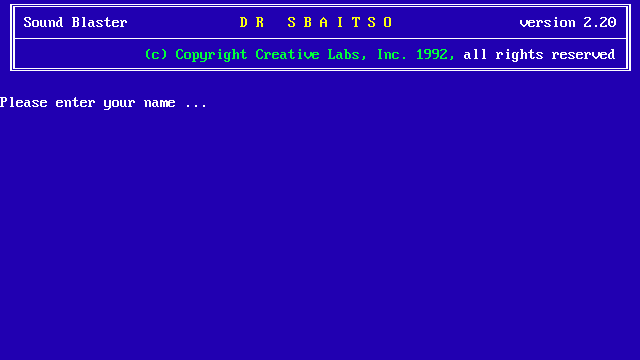 Sound Blaster D R S B A I T S O version 2.20
(c) Copyright Creative Labs, Inc. 1992, all rights reserved
Please enter your name ...